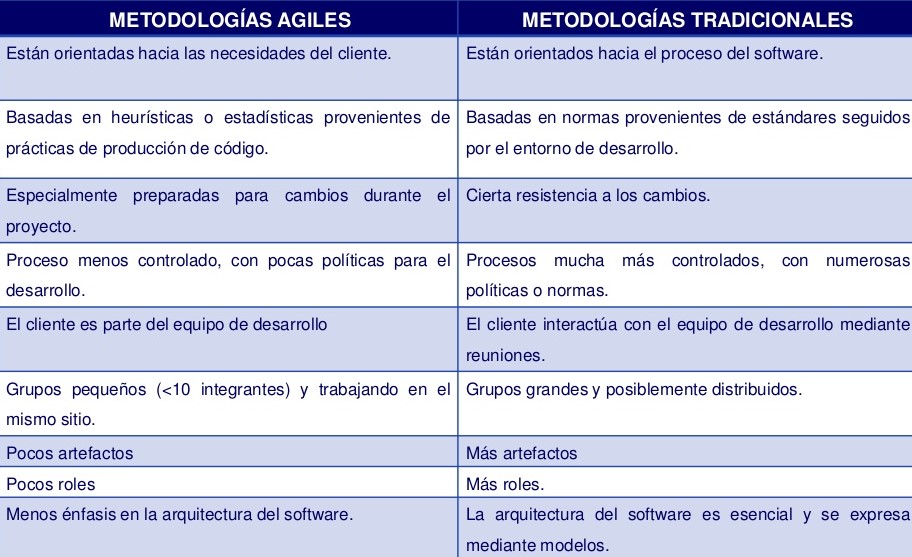 METODOLOGÍAS AGILES
METODOLOGÍAS TRADICIONALES
Están orientadas hacia las necesidades del cliente.
Están orientados hacia el proceso del software.
Basadas en heurísticas o estadísticas provenientes de
prácticas de producción de código.
Basadas en normas provenientes de estándares seguidos
por el entorno de desarrollo.
Especialmente preparadas para cambios durante el
proyecto.
Cierta resistencia a los cambios.
Proceso menos controlado, con pocas políticas para el
desarrollo.
Procesos mucha más controlados, con numerosas
políticas o normas.
El cliente es parte del equipo de desarrollo
El cliente interactúa con el equipo de desarrollo mediante
reuniones.
Grupos pequeños (<10 integrantes) y trabajando en el
mismo sitio.
Grupos grandes y posiblemente distribuidos.
Pocos artefactos
Más artefactos
Pocos roles
Más roles.
Menos énfasis en la arquitectura del software.
La arquitectura del software es esencial y se expresa
mediante modelos.